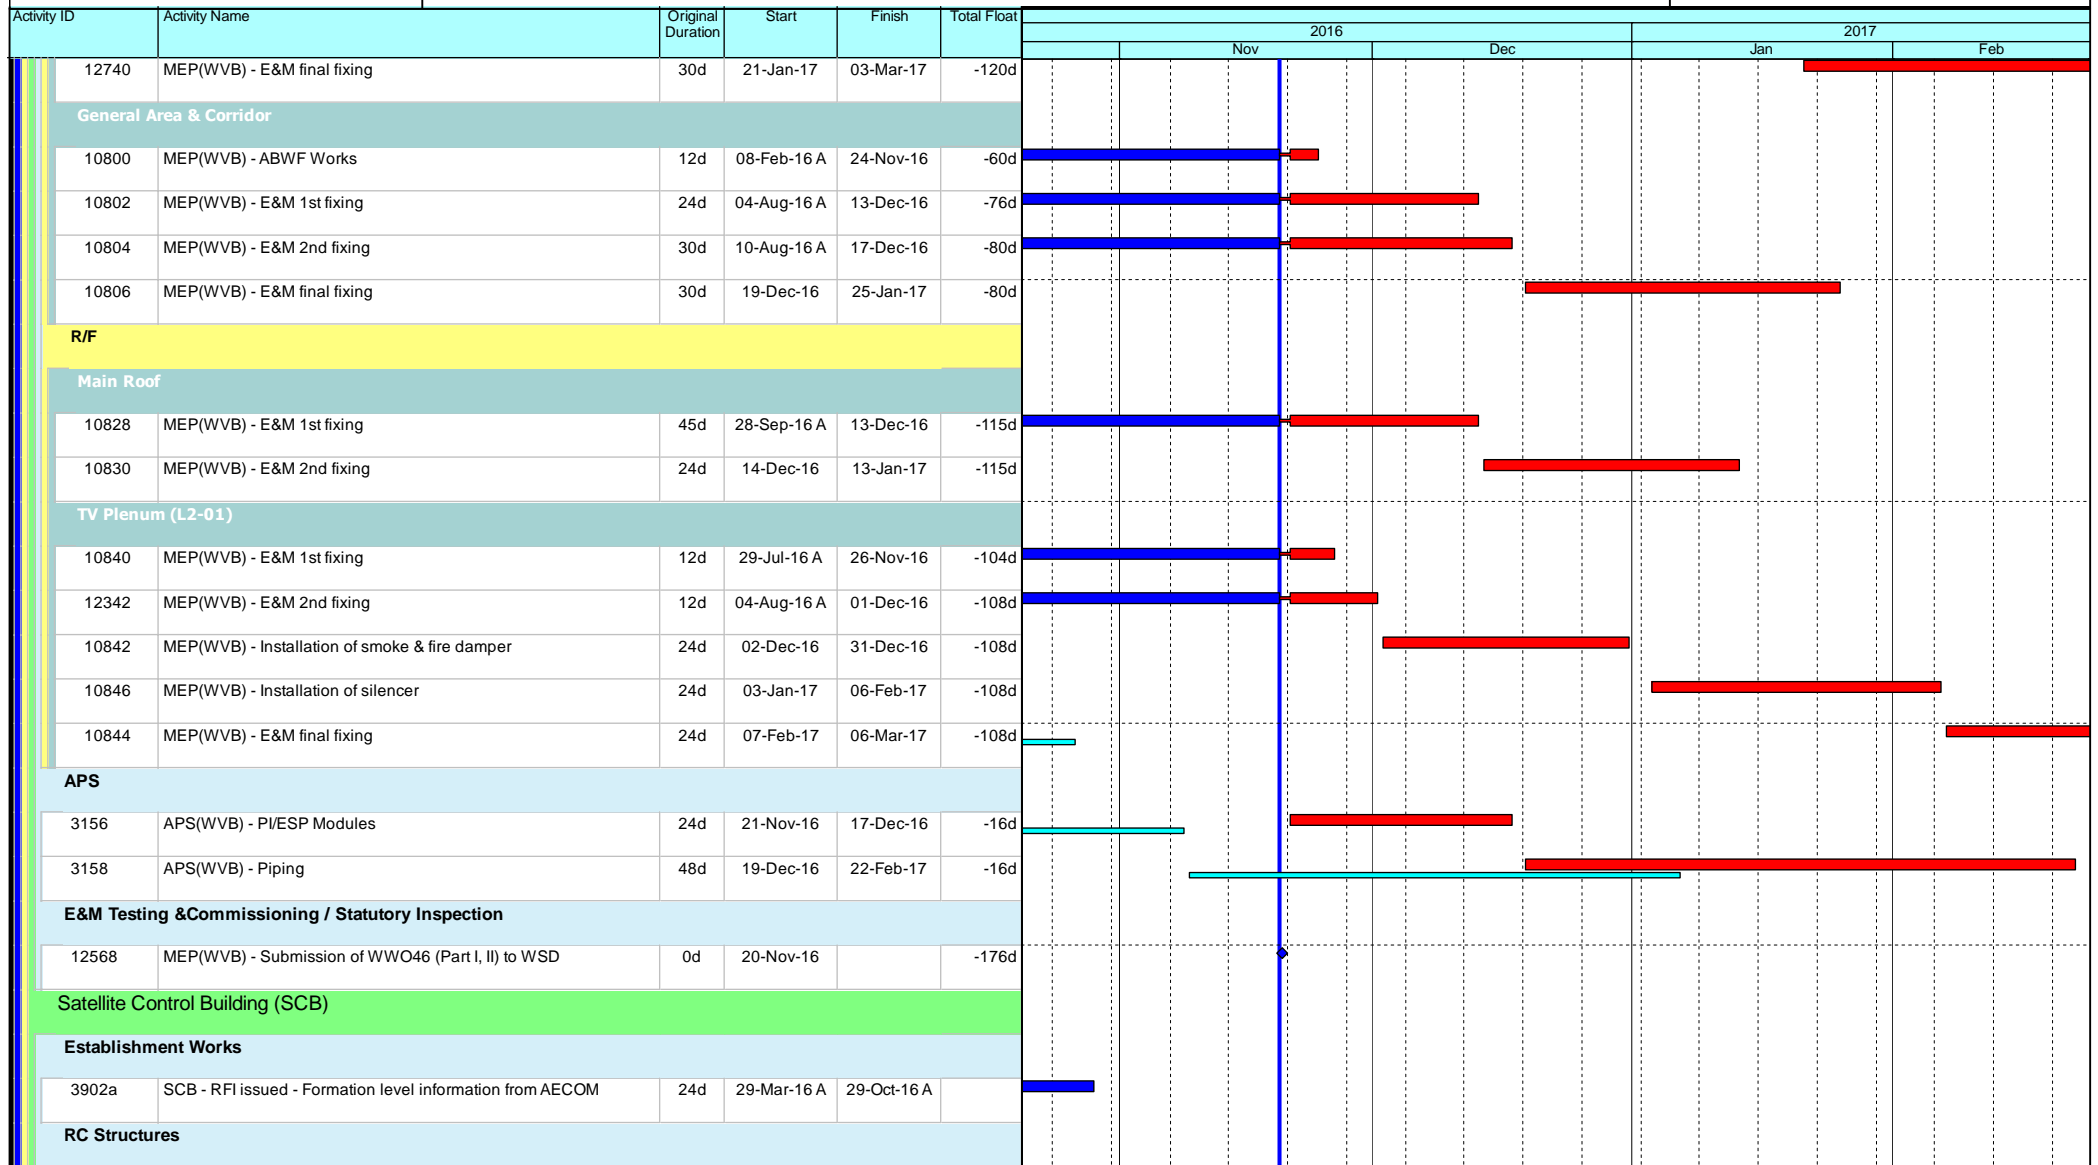 Activity ID Activity Name Original Duration Start Finish Total Float 2016 2017
Nov Dec Jan Feb
12740 MEP(WVB) - E&M final fixing 30d 21-Jan-17 03-Mar-17 -120d
General Area & Corridor
10800 MEP(WVB) - ABWF Works 12d 08-Feb-16 A 24-Nov-16 -60d
10802 MEP(WVB) - E&M 1st fixing 24d 04-Aug-16 A 13-Dec-16 -76d
10804 MEP(WVB) - E&M 2nd fixing 30d 10-Aug-16 A 17-Dec-16 -80d
10806 MEP(WVB) - E&M final fixing 30d 19-Dec-16 25-Jan-17 -80d
R/F
Main Roof
10828 MEP(WVB) - E&M 1st fixing 45d 28-Sep-16 A 13-Dec-16 -115d
10830 MEP(WVB) - E&M 2nd fixing 24d 14-Dec-16 13-Jan-17 -115d
TV Plenum (L2-01)
10840 MEP(WVB) - E&M 1st fixing 12d 29-Jul-16 A 26-Nov-16 -104d
12342 MEP(WVB) - E&M 2nd fixing 12d 04-Aug-16 A 01-Dec-16 -108d
10842 MEP(WVB) - Installation of smoke & fire damper 24d 02-Dec-16 31-Dec-16 -108d
10846 MEP(WVB) - Installation of silencer 24d 03-Jan-17 06-Feb-17 -108d
10844 MEP(WVB) - E&M final fixing 24d 07-Feb-17 06-Mar-17 -108d
APS
3156 APS(WVB) - PI/ESP Modules 24d 21-Nov-16 17-Dec-16 -16d
3158 APS(WVB) - Piping 48d 19-Dec-16 22-Feb-17 -16d
E&M Testing &Commissioning / Statutory Inspection
12568 MEP(WVB) - Submission of WWO46 (Part I, II) to WSD 0d 20-Nov-16 -176d
Satellite Control Building (SCB)
Establishment Works
3902a SCB - RFI issued - Formation level information from AECOM 24d 29-Mar-16 A 29-Oct-16 A
RC Structures